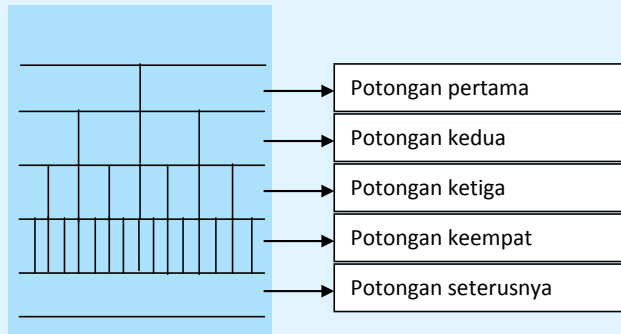 Potongan pertama
Potongan kedua
Potongan ketiga
Potongan keempat
Potongan seterusnya